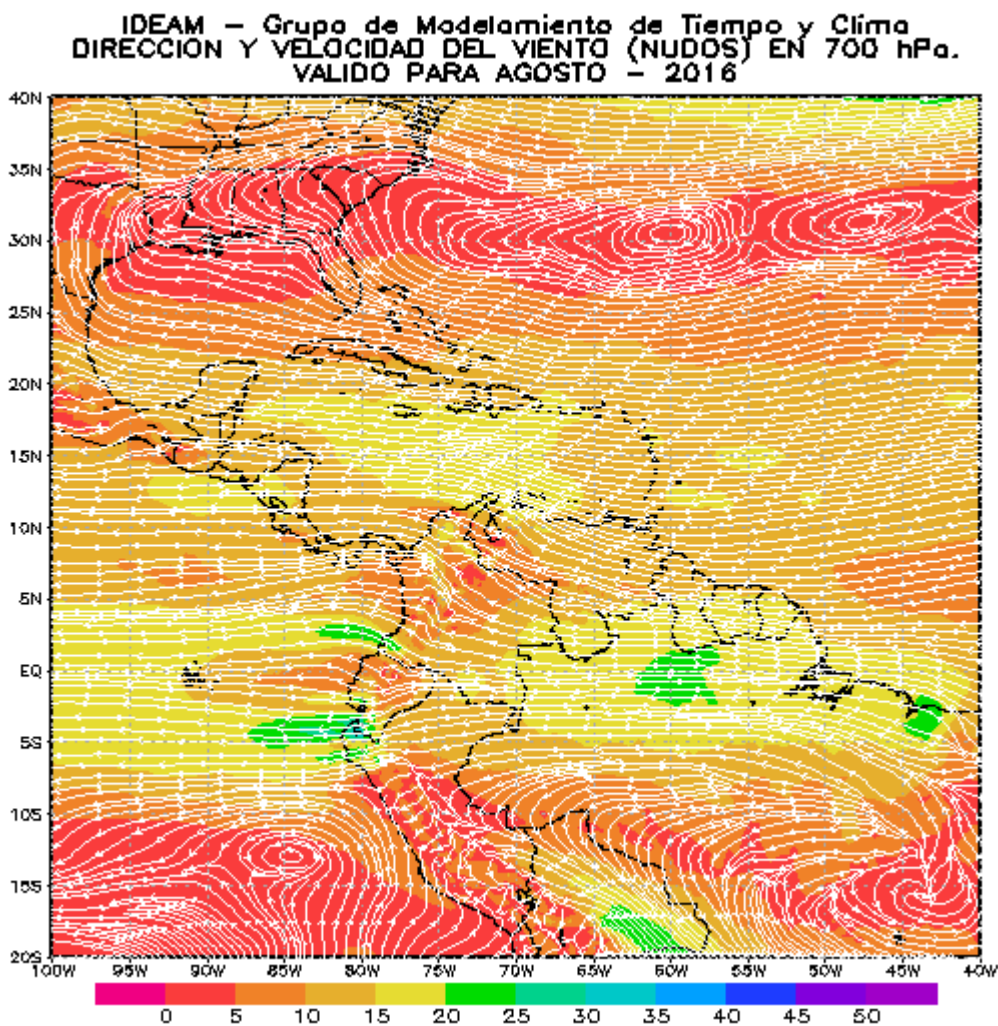 IDEAM - Grupo de Modelamiento de Tiempo y Clima
DIRECCION Y VELOCIDAD DEL VIENTO (NUDOS) EN 700 hPa.
VALIDO PARA AGOSTO - 2016
40N
35N
30N
25N
20N
15N
10N
5N
EQ
5S
10S
15S
20S
100W 95W 90W 85W 80W 75W 70W 65W 60W 55W 50W 45W 40W
0 5 10 15 20 25 30 35 40 45 50